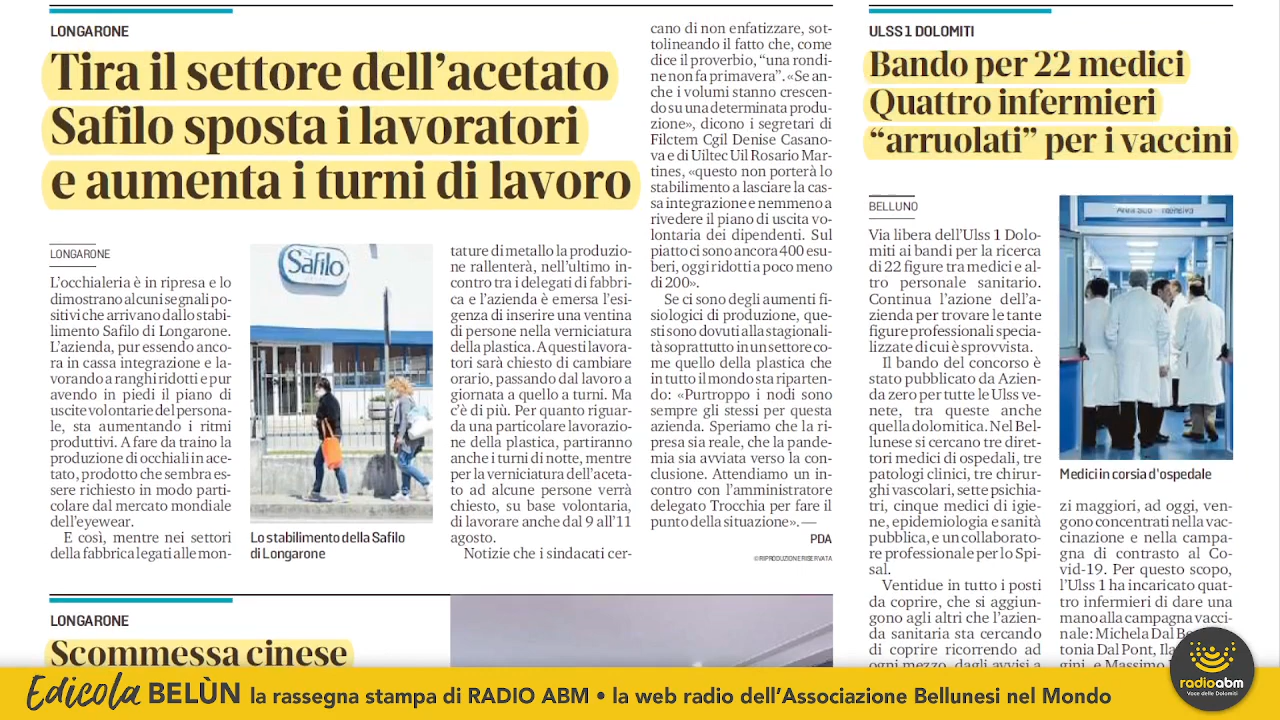 LONGARONE
Tira il settore dell’acetato
Safilo sposta i lavoratori
e aumenta i turni di lavoro
LONGARONE
L’occhialeria è in ripresa e lo
dimostrano alcuni segnali po-
sitivi che arrivano dallo stabi-
limento Safilo di Longarone.
L’azienda, pur essendo anco-
ra in cassa integrazione e la-
vorando a ranghi ridotti e pur
avendo in piedi il piano di
uscite volontarie del persona-
le, sta aumentando i ritmi
produttivi. A fare da traino la
produzione di occhiali in ace-
tato, prodotto che sembra es-
sere richiesto in modo parti-
colare dal mercato mondiale
dell’eyewear.
E così, mentre nei settori
della fabbrica legati alle mon-
Safilo
Lo stabilimento della Safilo
di Longarone
tature di metallo la produzio-
ne rallenterà, nell’ultimo in-
contro tra i delegati di fabbri-
ca e l’azienda è emersa l’esi-
genza di inserire una ventina
di persone nella verniciatura
della plastica. A questi lavora-
tori sarà chiesto di cambiare
orario, passando dal lavoro a
giornata a quello a turni. Ma
c’è di più. Per quanto riguar-
da una particolare lavorazio-
ne della plastica, partiranno
anche i turni di notte, mentre
per la verniciatura dell’aceta-
to ad alcune persone verrà
chiesto, su base volontaria,
di lavorare anche dal 9 all’11
agosto.
Notizie che i sindacati cer-
cano di non enfatizzare, sot-
tolineando il fatto che, come
dice il proverbio, “una rondi-
ne non fa primavera”. «Se an-
che i volumi stanno crescen-
do su una determinata produ-
zione», dicono i segretari di
Filctem Cgil Denise Casano-
va e di Uiltec Uil Rosario Mar-
tines, «questo non porterà lo
stabilimento a lasciare la cas-
sa integrazione e nemmeno a
rivedere il piano di uscita vo-
lontaria dei dipendenti. Sul
piatto ci sono ancora 400 esu-
beri, oggi ridotti a poco meno
di 200».
Se ci sono degli aumenti fi-
siologici di produzione, que-
sti sono dovuti alla stagionali-
tà soprattutto in un settore co-
me quello della plastica che
in tutto il mondo sta riparten-
do: «Purtroppo i nodi sono
sempre gli stessi per questa
azienda. Speriamo che la ri-
presa sia reale, che la pande-
mia sia avviata verso la con-
clusione. Attendiamo un in-
contro con l’amministratore
delegato Trocchia per fare il
punto della situazione». —
PDA
©RIPRODUZIONE RISERVATA
LONGARONE
Scommessa cinese
ULSS 1 DOLOMITI
Bando per 22 medici
Quattro infermieri
“arruolati” per i vaccini
BELLUNO
Via libera dell’Ulss 1 Dolo-
miti ai bandi per la ricerca
di 22 figure tra medici e al-
tro personale sanitario.
Continua l’azione dell’a-
zienda per trovare le tante
figure professionali specia-
lizzate di cui è sprovvista.
Il bando del concorso è
stato pubblicato da Azien-
da zero per tutte le Ulss ve-
nete, tra queste anche
quella dolomitica. Nel Bel-
lunese si cercano tre diret-
tori medici di ospedali, tre
patologi clinici, tre chirur-
ghi vascolari, sette psichia-
tri, cinque medici di igie-
ne, epidemiologia e sanità
pubblica, e un collaborato-
re professionale per lo Spi-
sal.
Ventidue in tutto i posti
da coprire, che si aggiun-
gono agli altri che l’azien-
da sanitaria sta cercando
di coprire ricorrendo ad
ogni mezzo, dagli avvisi a
Medici in corsia d’ospedale
zi maggiori, ad oggi, ven-
gono concentrati nella vac-
cinazione e nella campa-
gna di contrasto al Co-
vid-19. Per questo scopo,
l’Ulss 1 ha incaricato quat-
tro infermieri di dare una
mano alla campagna vacci-
nale: Michela Dal
tonia Dal Pont,
gini, e Massimo
Edicola BELÙN la rassegna stampa di RADIO ABM • la web radio dell’Associazione Bellunesi nel Mondo
radioabm
Voce delle Dolomiti